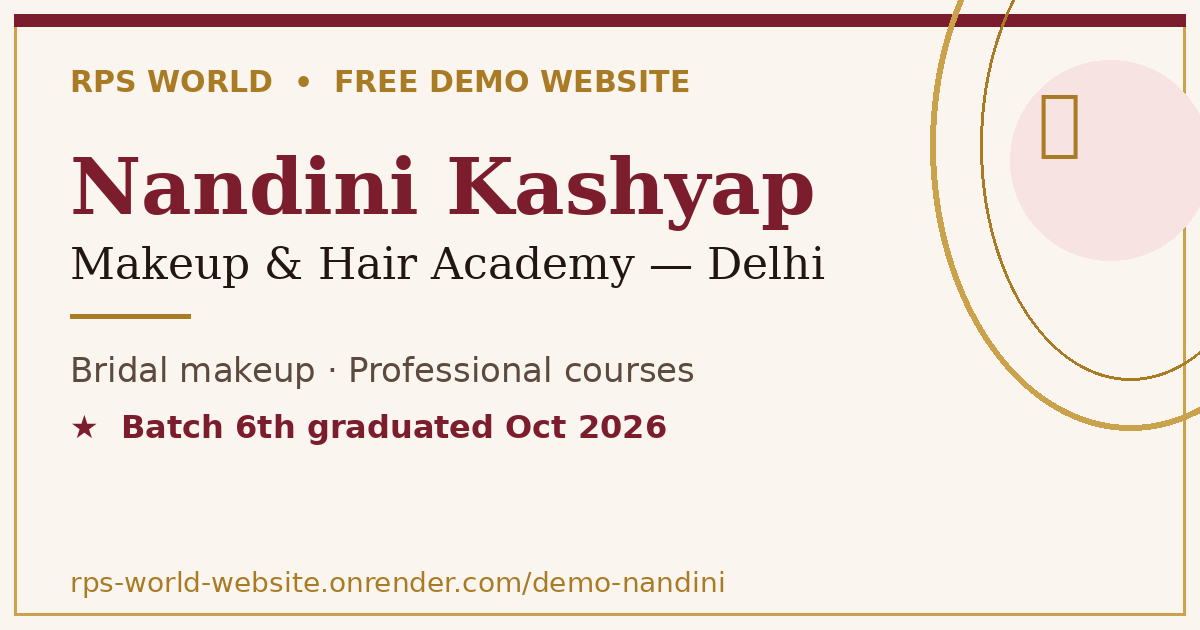 RPS WORLD • FREE DEMO WEBSITE
Nandini Kashyap
Makeup & Hair Academy — Delhi
Bridal makeup · Professional courses
★ Batch 6th graduated Oct 2026
rps-world-website.onrender.com/demo-nandini